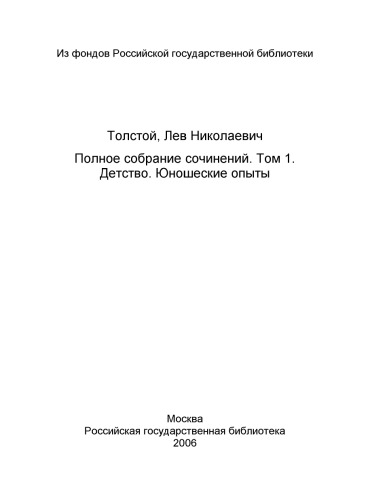 Из фондов Российской государственной библиотеки
Толстой, Лев Николаевич
Полное собрание сочинений. Том 1.
Детство. Юношеские опыты
Москва
Российская государственная библиотека
2006